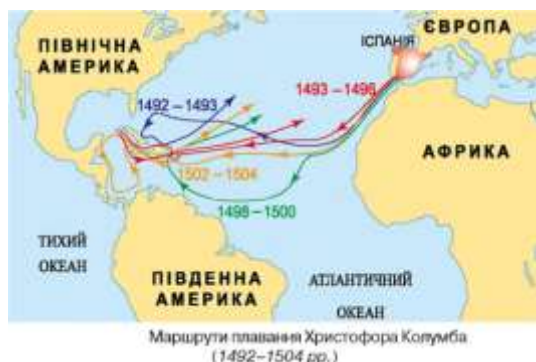 ЄВРОПА
ІСПАНІЯ
ПІВНІЧНА
АМЕРИКА
1493 – 1496
1492 – 1493
АФРИКА
1502 – 1504
1498 – 1500
ТИХИЙ
ОКЕАН
ПІВДЕННА
АМЕРИКА
АТЛАНТИЧНИЙ
ОКЕАН
Маршрути плавання Христофора Колумба
(1492–1504 рр.)